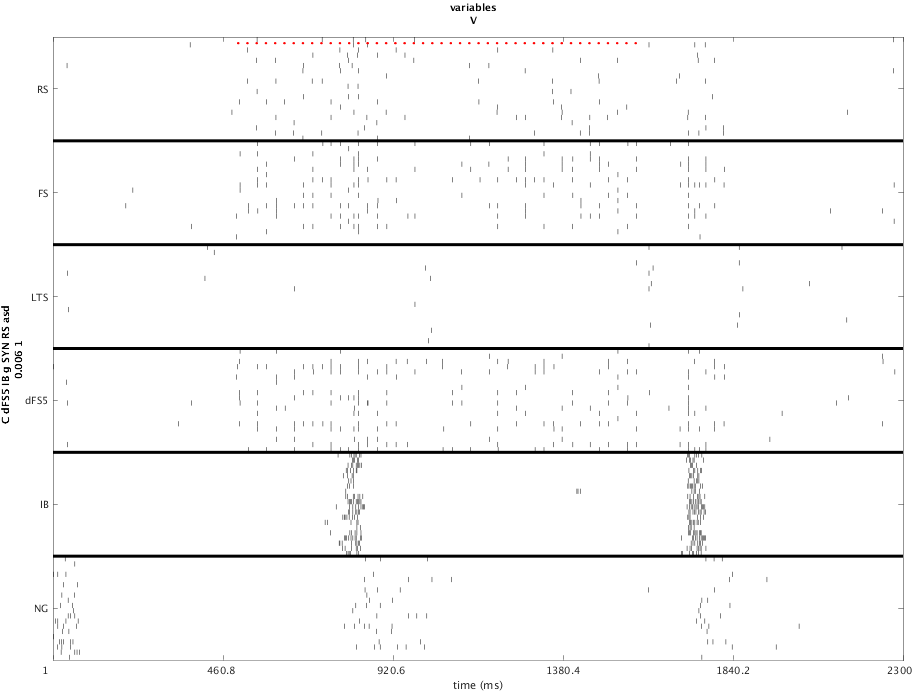 variables
V
RS
FS
LTS
dFS5
IB
NG
C dFS5 IB g SYN RS asd
0.006 1
1
460.8
920.6
1380.4
1840.2
2300
time (ms)